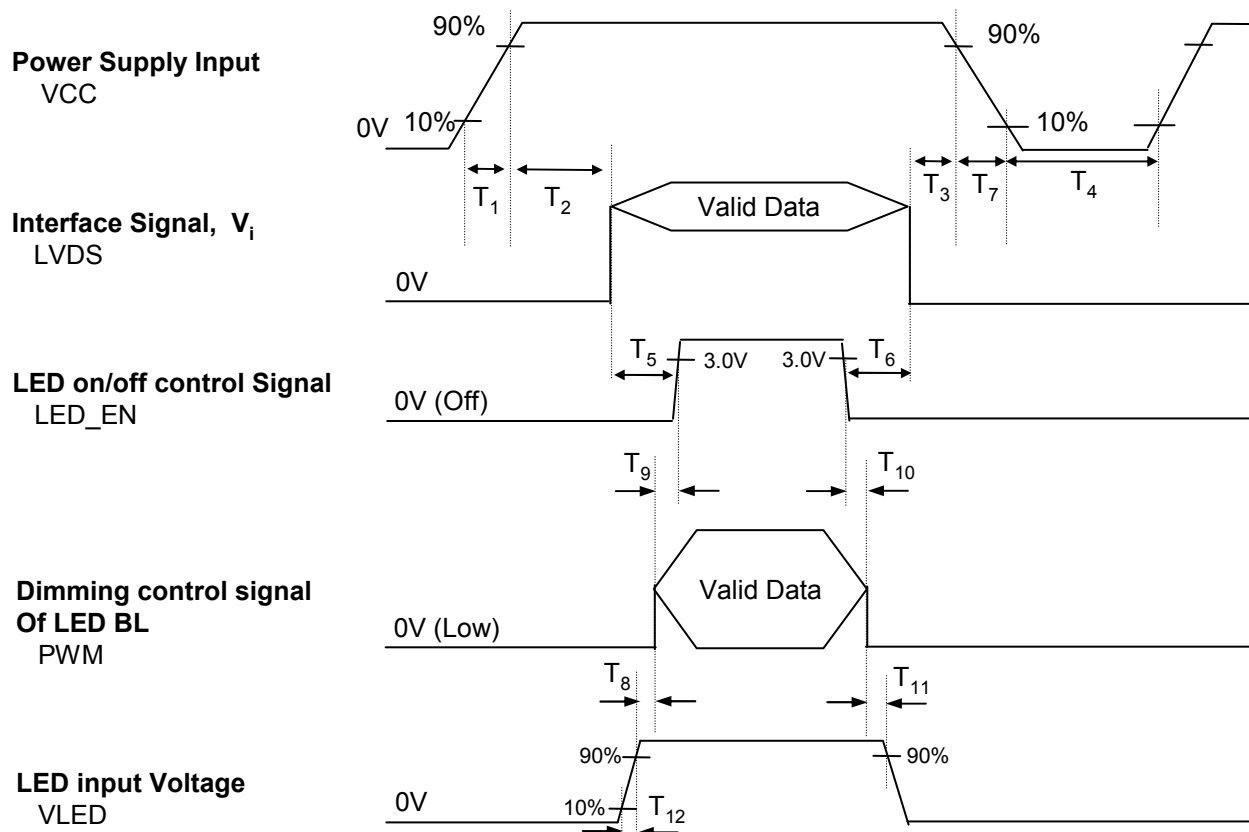 90%
90%
Power Supply Input
VCC
0V
10%
10%
T1
T2
T3
T7
T4
Valid Data
Interface Signal, Vi
LVDS
0V
T5
3.0V
3.0V
T6
LED on/off control Signal
LED_EN
0V (Off)
T9
T10
Valid Data
Dimming control signal
Of LED BL
PWM
0V (Low)
T8
T11
90%
90%
LED input Voltage
VLED
0V
10%
T12